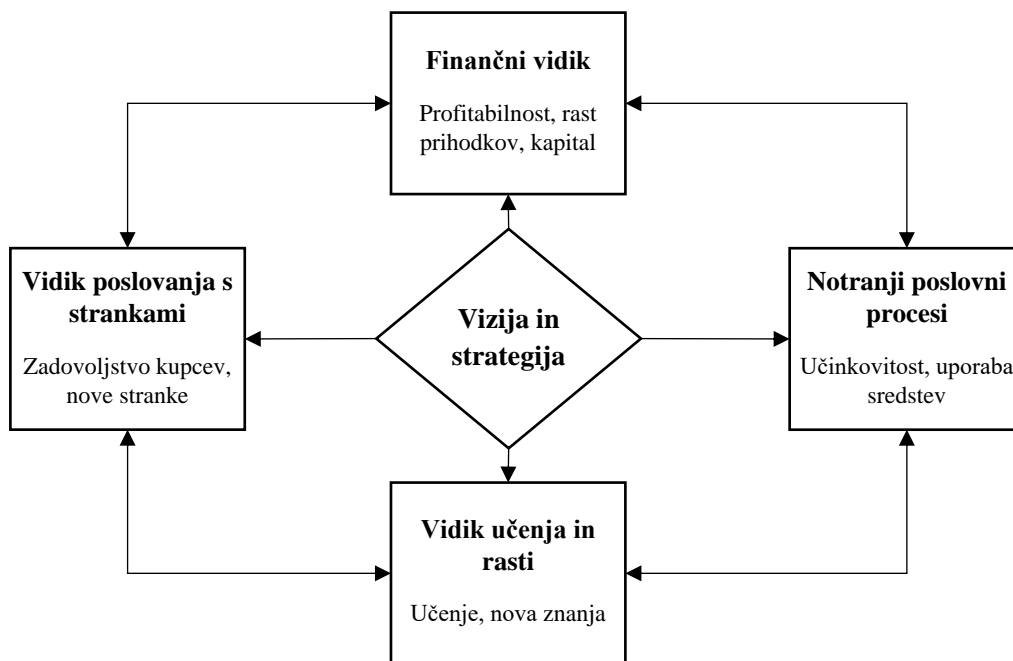 Finančni vidik
Profitabilnost, rast
prihodkov, kapital
Vidik poslovanja s
strankami
Zadovoljstvo kupcev,
nove stranke
Vizija in
strategija
Notranji poslovni
procesi
Učinkovitost, uporaba
sredstev
Vidik učenja in
rasti
Učenje, nova znanja